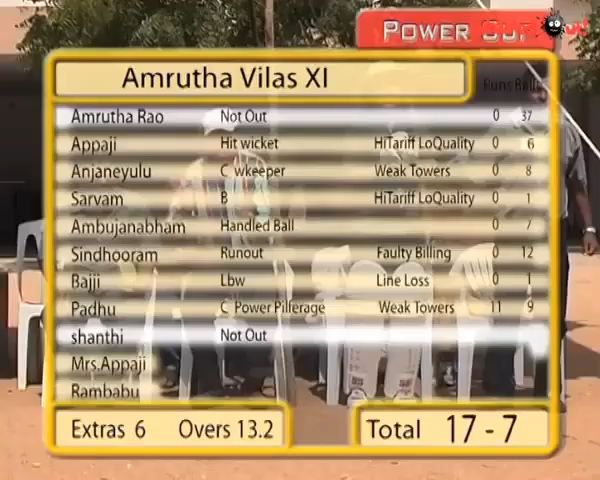 POWER CUP
Amrutha Vilas XI Runs Balls
Amrutha Rao Not Out 0 37
Appaji Hit wicket HiTariff LoQuality 0 6
Anjaneyulu C wkeeper Weak Towers 0 8
Sarvam B HiTariff LoQuality 0 1
Ambujanabham Handled Ball 0 7
Sindhooram Runout Faulty Billing 0 12
Bajji Lbw Line Loss 0 1
Padhu C Power Pilferage Weak Towers 11 9
shanthi Not Out
Mrs.Appaji
Rambabu
Extras 6 Overs 13.2 Total 17 - 7